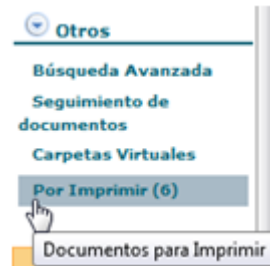 Otros
Búsqueda Avanzada
Seguimiento de
documentos
Carpetas Virtuales
Por Imprimir (6)
Documentos para Imprimir